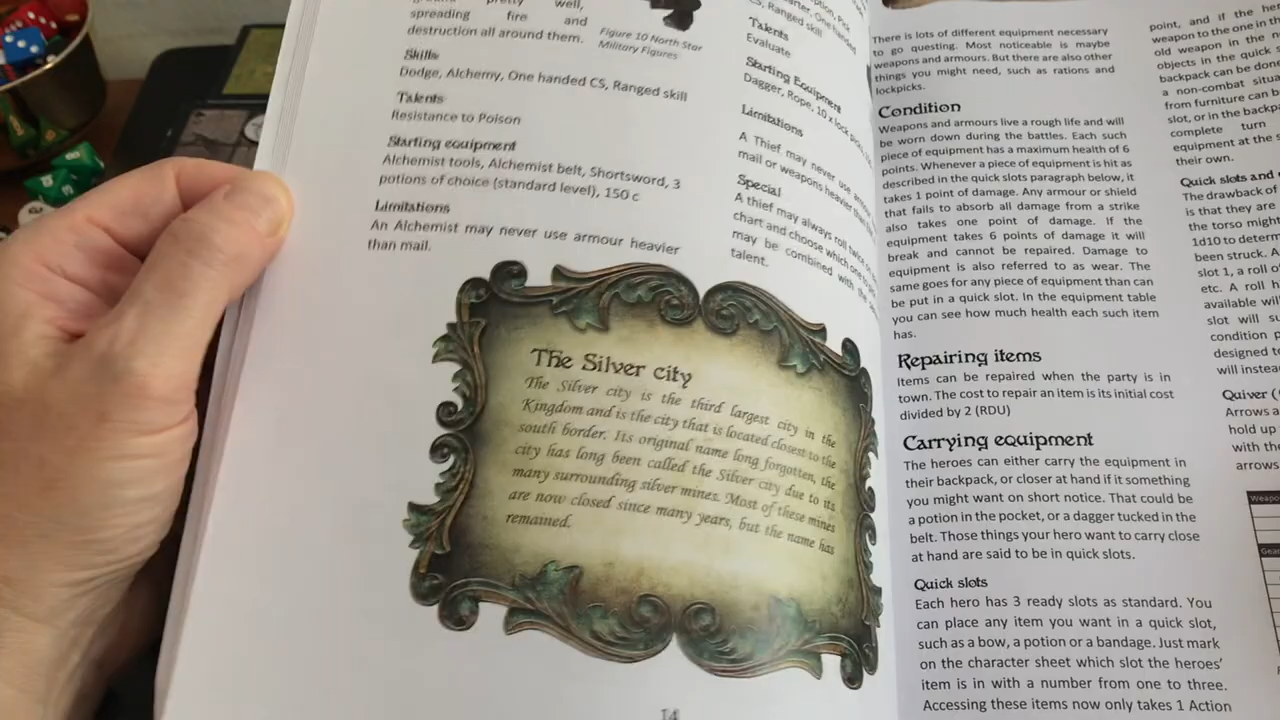 ground pretty well,
spreading fire and
destruction all around them.
Figure 10 North Star
Military Figures
Skills
Dodge, Alchemy, One handed CS, Ranged skill
Talents
Resistance to Poison
Starting equipment
Alchemist tools, Alchemist belt, Shortsword, 3
potions of choice (standard level), 150 c
Limitations
An Alchemist may never use armour heavier
than mail.
The Silver city
The Silver city is the third largest city in the
Kingdom and is the city that is located closest to the
south border. Its original name long forgotten, the
city has long been called the Silver city due to its
many surrounding silver mines. Most of these mines
are now closed since many years, but the name has
remained.
14
CS, Ranged skill
Talents
Evaluate
Starting Equipment
Dagger, Rope, 10 x lock
Limitations
A Thief may never use armour
mail or weapons heavier than
Special
A thief may always roll twice
chart and choose which one to
may be combined with the
talent.
There is lots of different equipment necessary
to go questing. Most noticeable is maybe
weapons and armours. But there are also other
things you might need, such as rations and
lockpicks.
Condition
Weapons and armours live a rough life and will
be worn down during the battles. Each such
piece of equipment has a maximum health of 6
points. Whenever a piece of equipment is hit as
described in the quick slots paragraph below, it
takes 1 point of damage. Any armour or shield
that fails to absorb all damage from a strike
also takes one point of damage. If the
equipment takes 6 points of damage it will
break and cannot be repaired. Damage to
equipment is also referred to as wear. The
same goes for any piece of equipment than can
be put in a quick slot. In the equipment table
you can see how much health each such item
has.
Repairing items
Items can be repaired when the party is in
town. The cost to repair an item is its initial cost
divided by 2 (RDU)
Carrying equipment
The heroes can either carry the equipment in
their backpack, or closer at hand if it something
you might want on short notice. That could be
a potion in the pocket, or a dagger tucked in the
belt. Those things your hero want to carry close
at hand are said to be in quick slots.
Quick slots
Each hero has 3 ready slots as standard. You
can place any item you want in a quick slot,
such as a bow, a potion or a bandage. Just mark
on the character sheet which slot the heroes'
item is in with a number from one to three.
Accessing these items now only takes 1 Action
point, and if the
weapon to the one in
old weapon in the
objects in the quick
backpack can be done
a non-combat
from furniture can
slot, or in the
complete turn
equipment at the
their own.
Quick slots and
The drawback of
is that they are
the torso
1d10 to
been struck.
slot 1, a roll
etc. A roll
available
slot will
condition
designed
will
Quiver
Arrows
hold up
with the
arrows